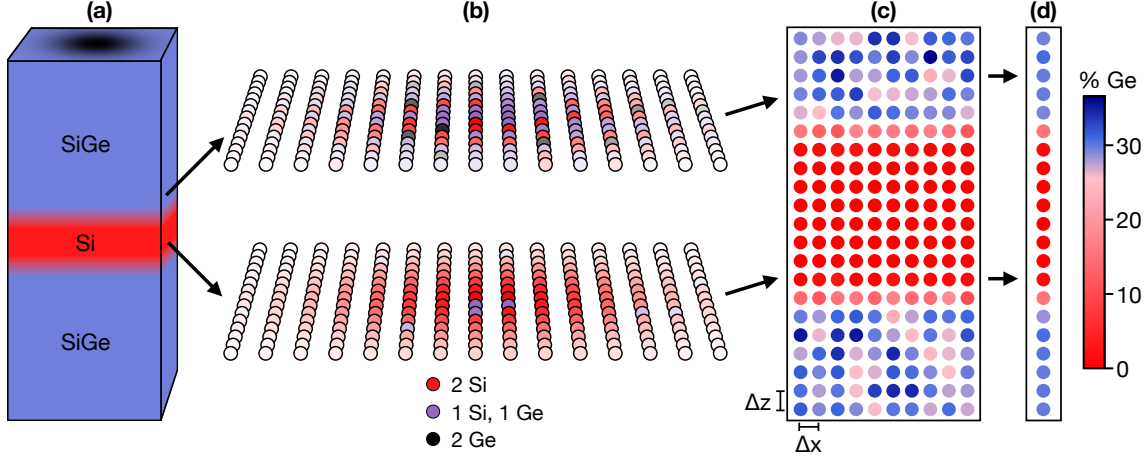 (a)
(b)
(c)
(d)
SiGe
Si
SiGe
2 Si
1 Si, 1 Ge
2 Ge
Δz
Δx
% Ge
30
20
10
0